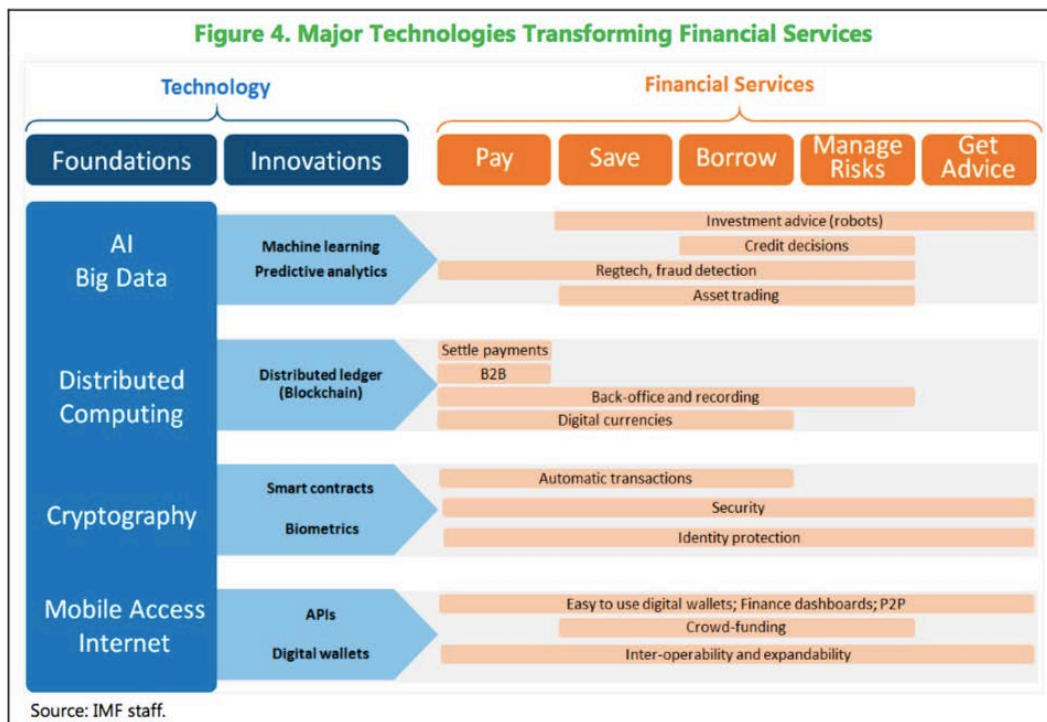 Figure 4. Major Technologies Transforming Financial Services
Technology
Financial Services
Foundations
Innovations
Pay
Save
Borrow
Manage
Risks
Get
Advice
AI
Big Data
Machine learning
Predictive analytics
Investment advice (robots)
Credit decisions
Regtech, fraud detection
Asset trading
Distributed
Computing
Distributed ledger
(Blockchain)
Settle payments
B2B
Back-office and recording
Digital currencies
Cryptography
Smart contracts
Biometrics
Automatic transactions
Security
Identity protection
Mobile Access
Internet
APIs
Digital wallets
Easy to use digital wallets; Finance dashboards; P2P
Crowd-funding
Inter-operability and expandability
Source: IMF staff.